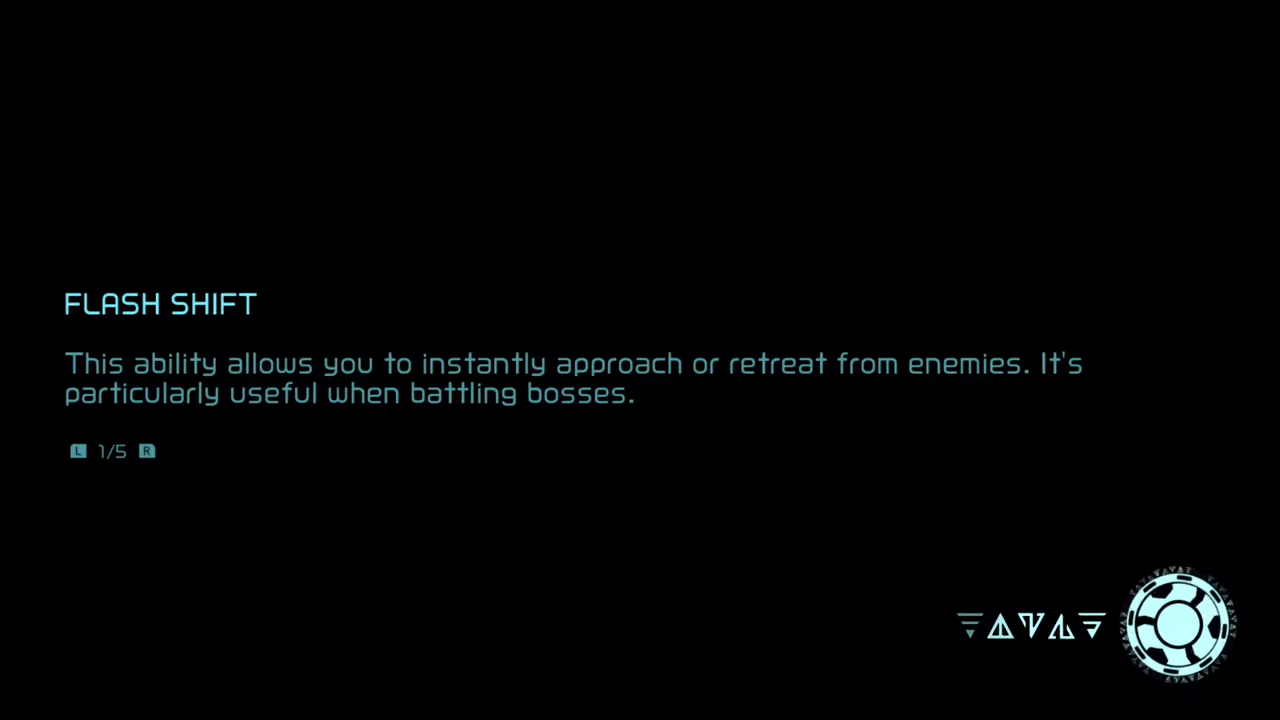 FLASH SHIFT
This ability allows you to instantly approach or retreat from enemies. It's
particularly useful when battling bosses.
L 1/5 R